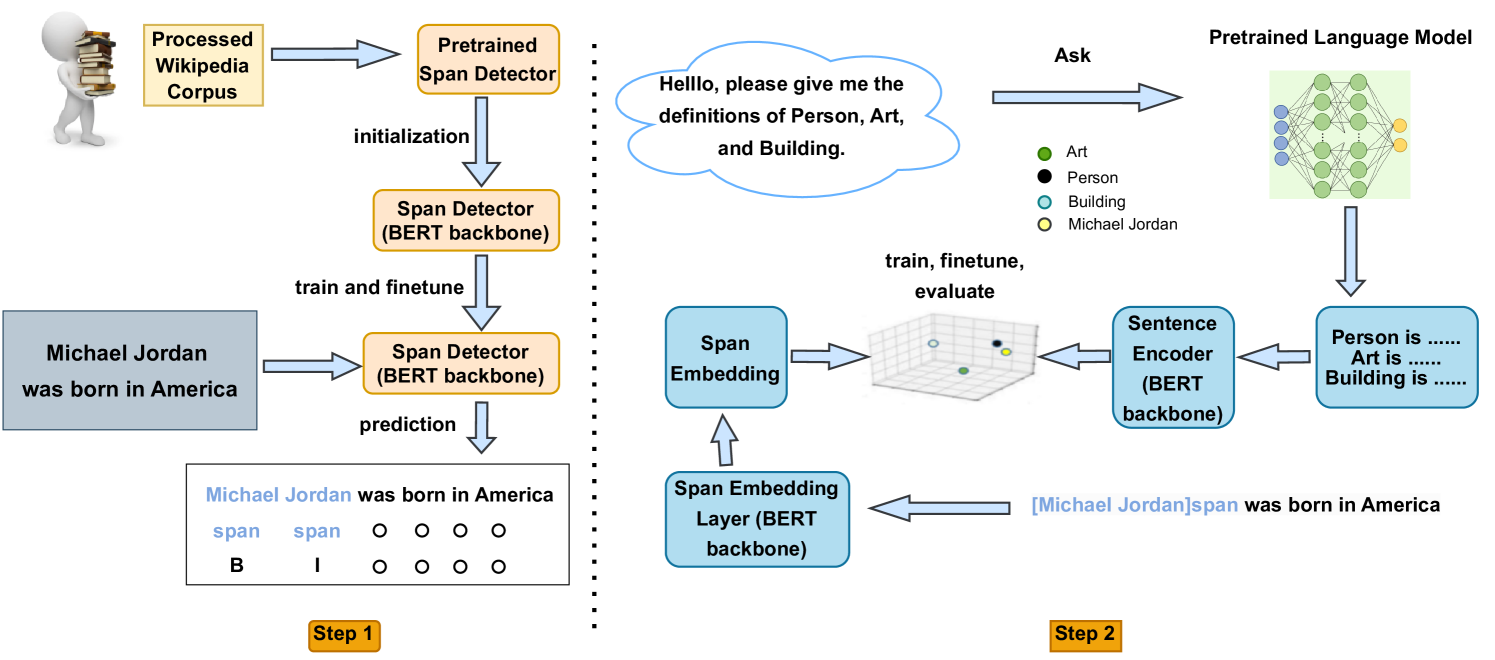 Processed
Wikipedia
Corpus
Pretrained
Span Detector
initialization
Span Detector
(BERT backbone)
train and finetune
Michael Jordan
was born in America
Span Detector
(BERT backbone)
prediction
Michael Jordan was born in America
span span O O O O
B I O O O O
Step 1
Helllo, please give me the
definitions of Person, Art,
and Building.
Ask
Pretrained Language Model
Art
Person
Building
Michael Jordan
train, finetune,
evaluate
Span
Embedding
Sentence
Encoder
(BERT
backbone)
Person is ......
Art is ......
Building is ......
Span Embedding
Layer (BERT
backbone)
[Michael Jordan]span was born in America
Step 2